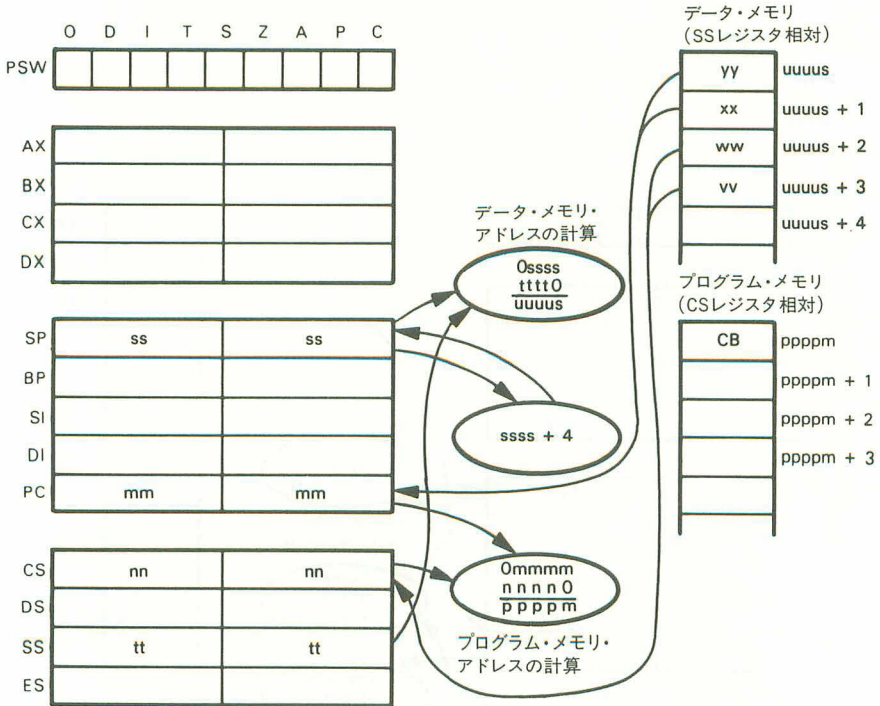 O D I T S Z A P C
PSW
AX
BX
CX
DX
SP ss ss
BP
SI
DI
PC mm mm
CS nn nn
DS
SS tt tt
ES
データ・メモリ・
アドレスの計算
0ssss
tttt0
uuuus
ssss + 4
0mmmm
n n n n 0
p p p p m
プログラム・メモリ・
アドレスの計算
データ・メモリ
(SSレジスタ相対)
yy uuuus
xx uuuus + 1
ww uuuus + 2
vv uuuus + 3
uuuus + 4
プログラム・メモリ
(CSレジスタ相対)
CB ppppm
ppppm + 1
ppppm + 2
ppppm + 3